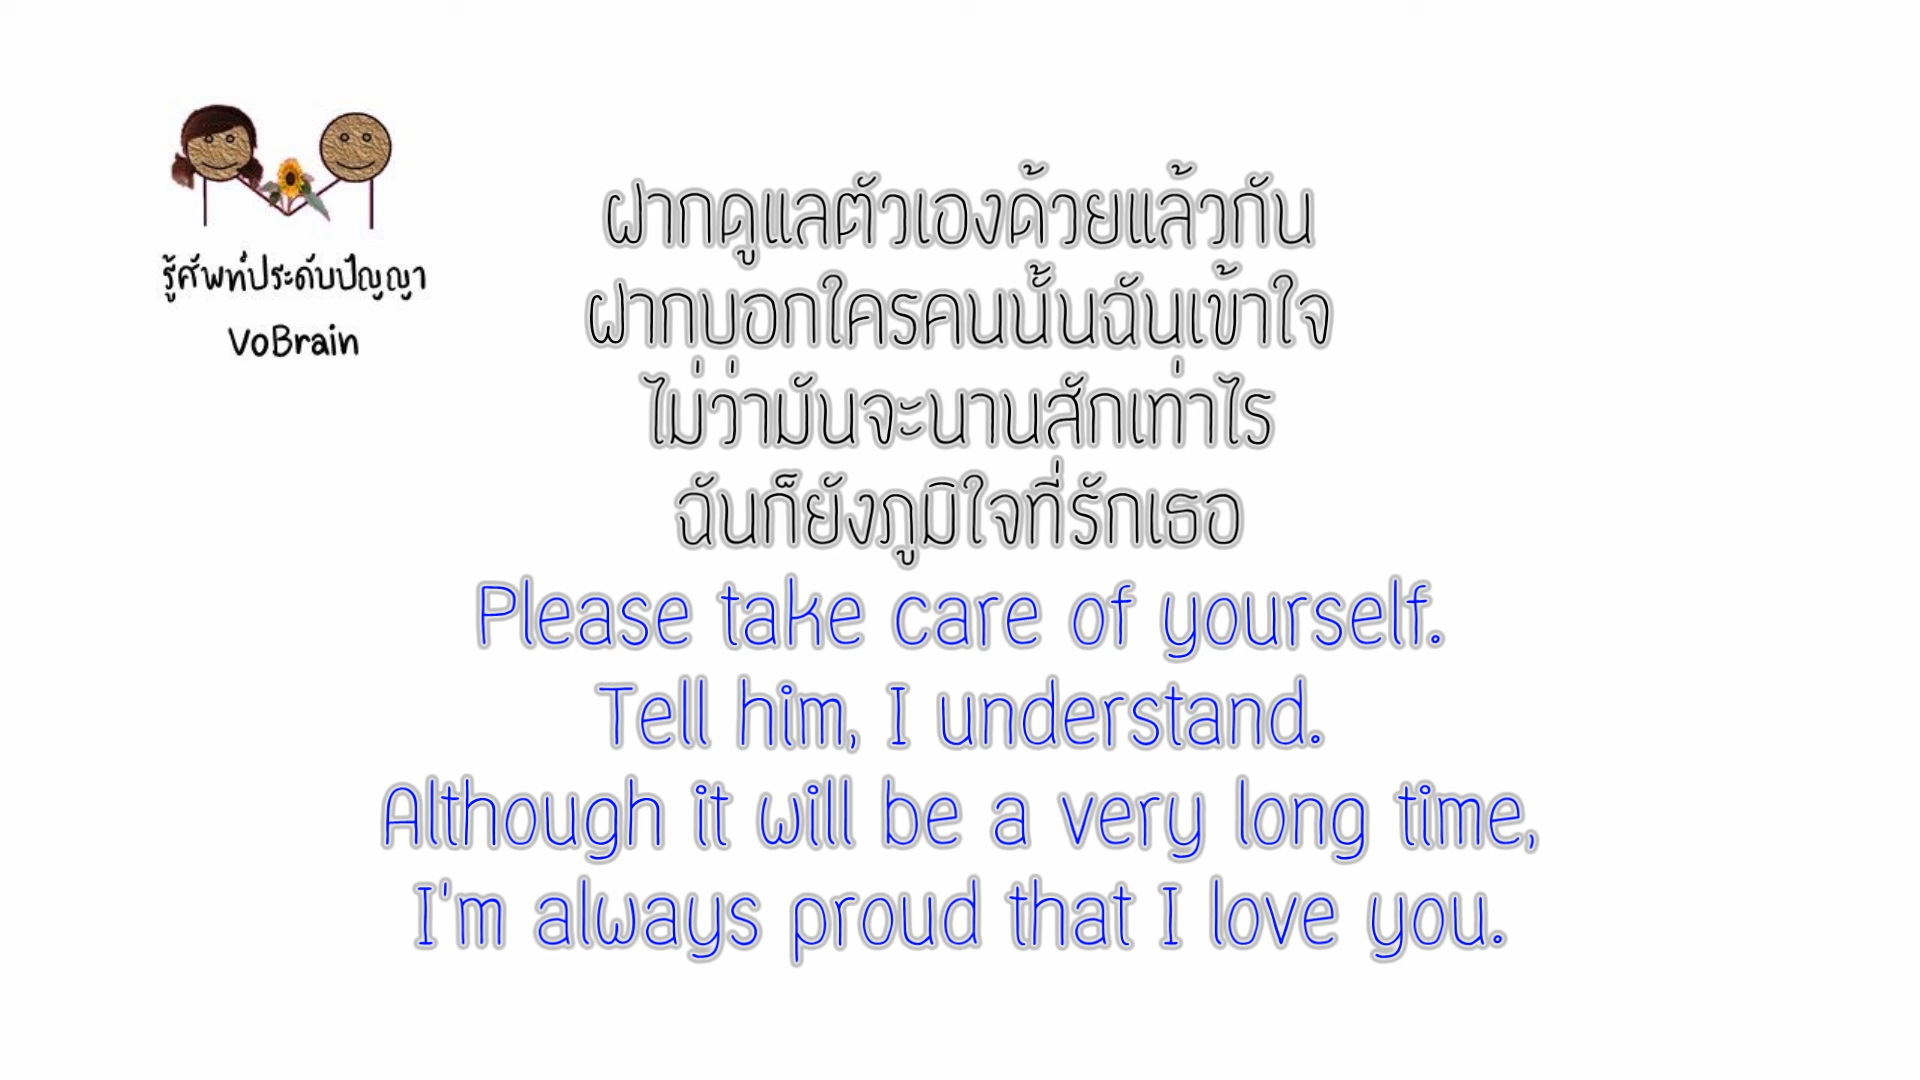 รู้ศัพท์ประดับปัญญา
VoBrain
ฝากดูแลตัวเองด้วยแล้วกัน
ฝากบอกใครคนนั้นฉันเข้าใจ
ไม่ว่ามันจะนานสักเท่าไร
ฉันก็ยังภูมิใจที่รักเธอ
Please take care of yourself.
Tell him, I understand.
Although it will be a very long time,
I'm always proud that I love you.